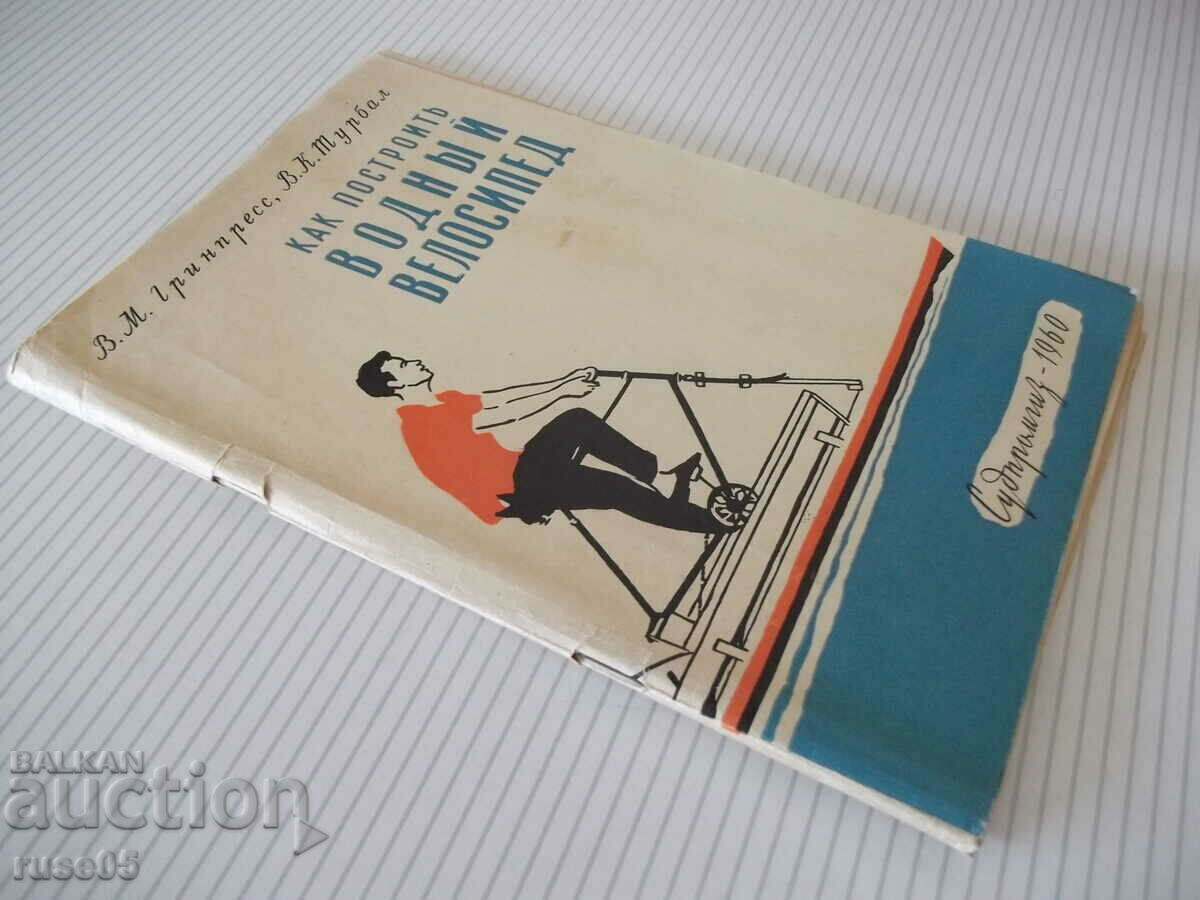 В. М. Гринпресс, В. К. Турбал
КАК ПОСТРОИТЬ
ВОДНЫЙ
ВЕЛОСИПЕД
Судпромгиз - 1960
BALKAN
auction
ruse05